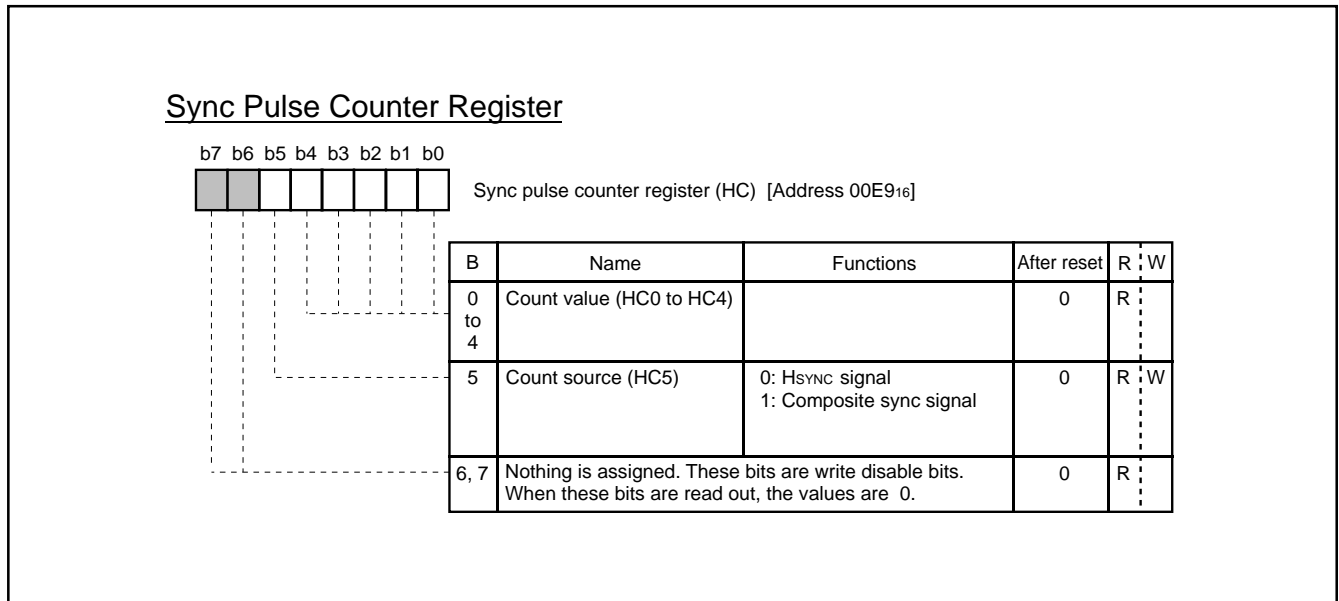 Sync Pulse Counter Register
b7 b6 b5 b4 b3 b2 b1 b0
Sync pulse counter register (HC) [Address 00E916]
B Name Functions After reset R W
0 to 4 Count value (HC0 to HC4) 0 R
5 Count source (HC5) 0: HSYNC signal 0 R W
1: Composite sync signal
6, 7 Nothing is assigned. These bits are write disable bits. 0 R
When these bits are read out, the values are 0.